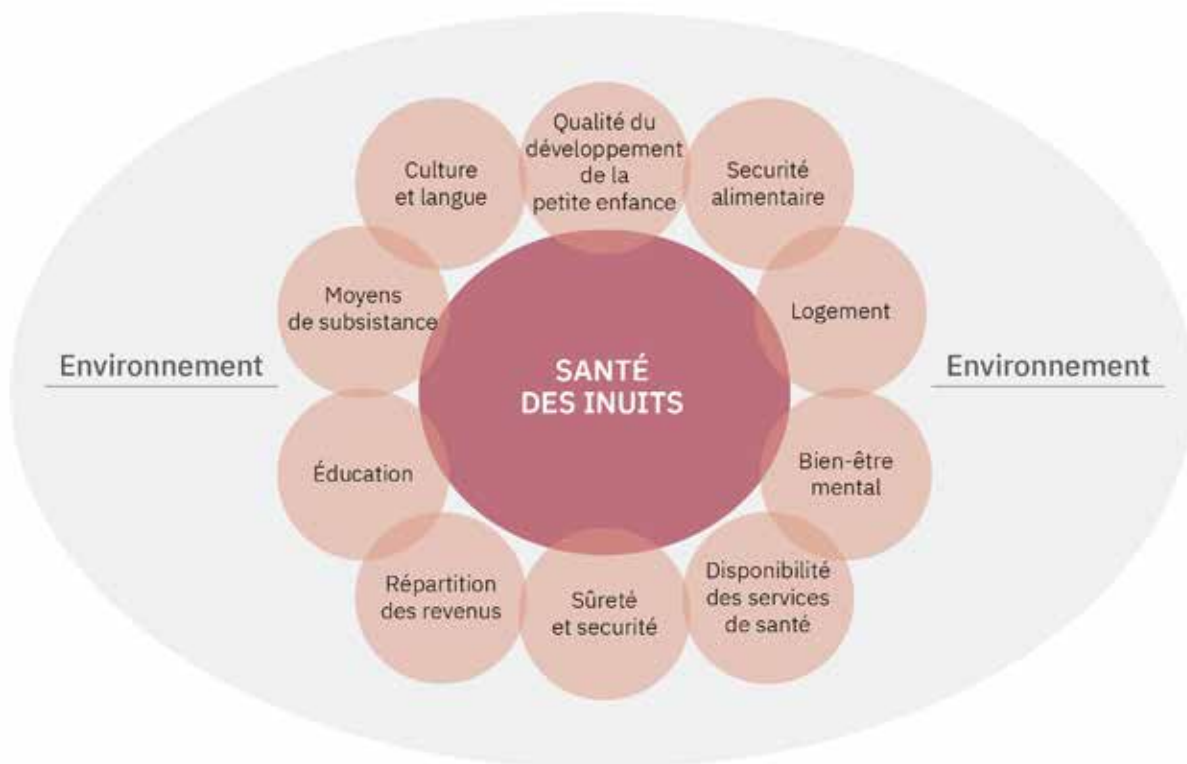 Qualité du
développement
de la
petite enfance
Securité
alimentaire
Logement
Bien-être
mental
Disponibilité
des services
de santé
Sûreté
et securité
Répartition
des revenus
Éducation
Moyens
de subsistance
Culture
et langue
Environnement
SANTÉ
DES INUITS
Environnement